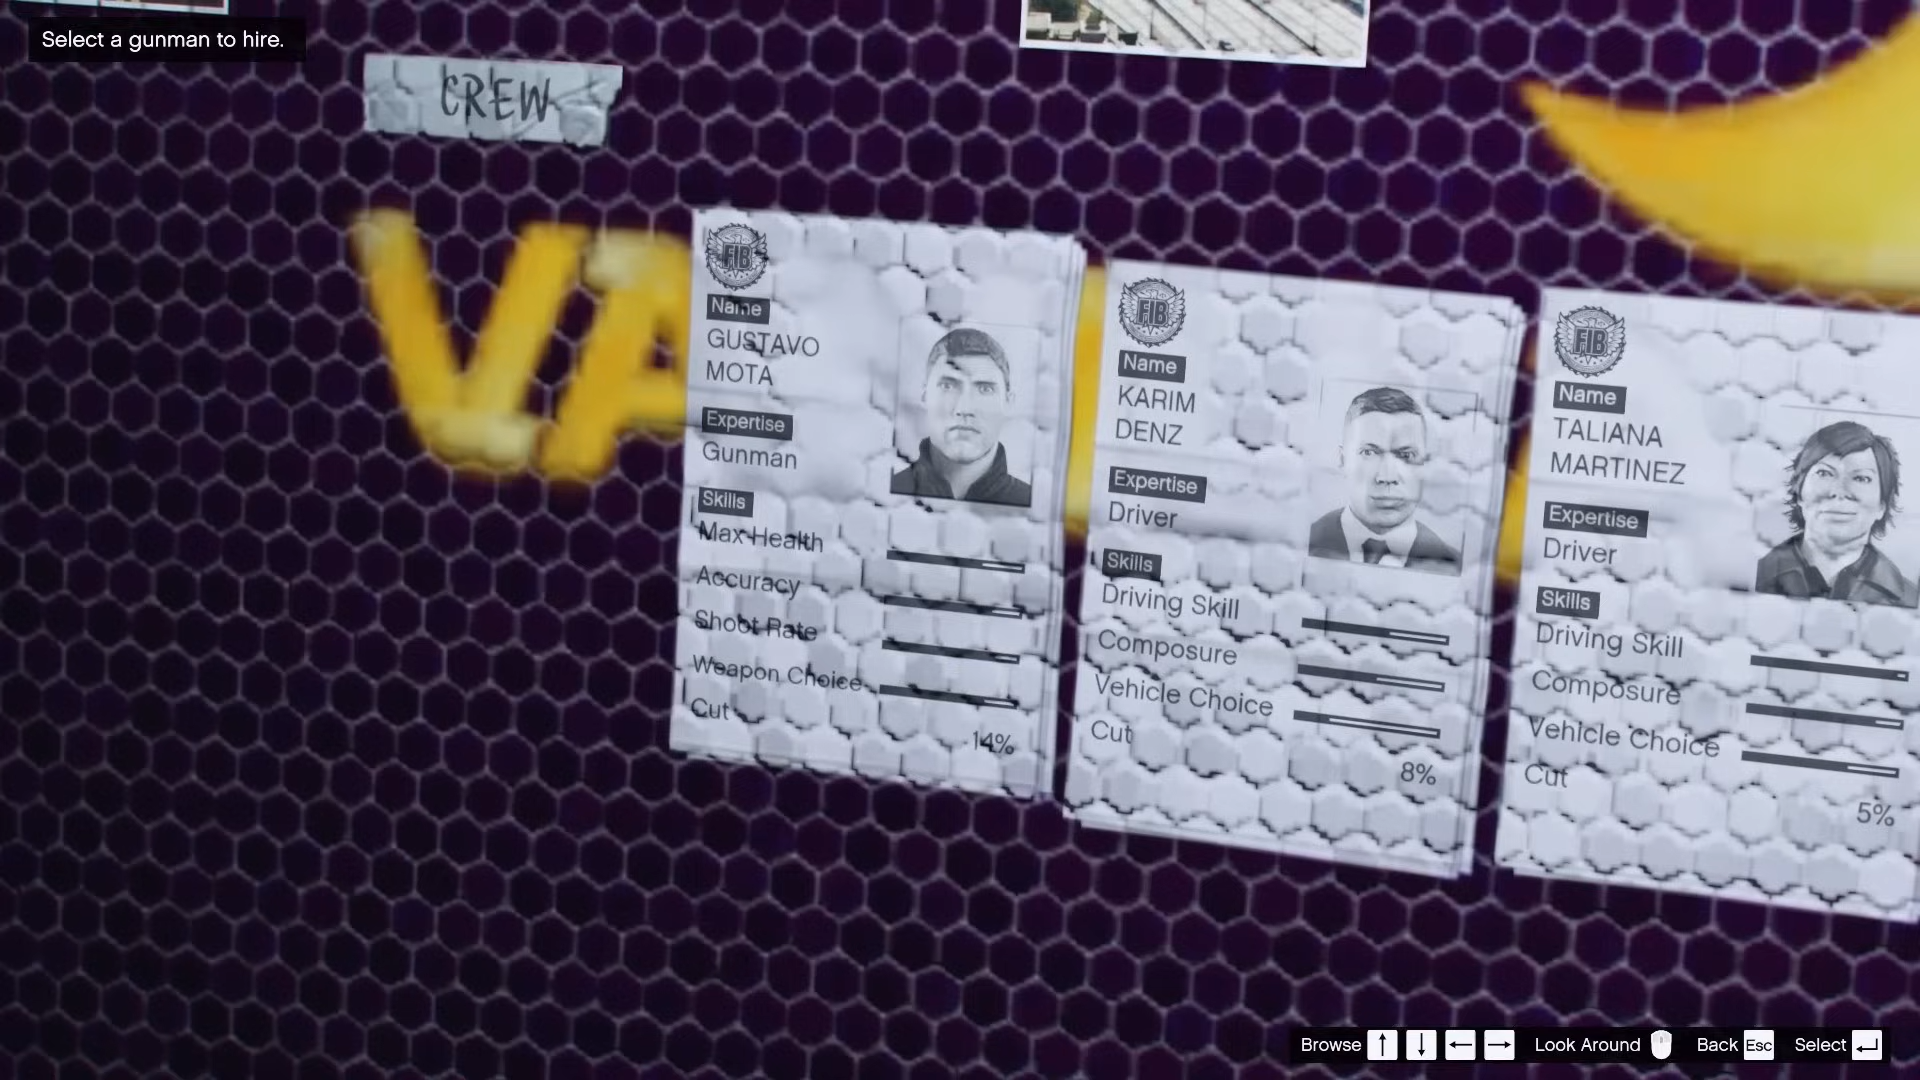 Select a gunman to hire.
CREW
VA
FIB
Name
GUSTAVO
MOTA
Expertise
Gunman
Skills
Max Health
Accuracy
Shoot Rate
Weapon Choice
Cut
14%
FIB
Name
KARIM
DENZ
Expertise
Driver
Skills
Driving Skill
Composure
Vehicle Choice
Cut
8%
FIB
Name
TALIANA
MARTINEZ
Expertise
Driver
Skills
Driving Skill
Composure
Vehicle Choice
Cut
5%
Browse ↑ ↓ ← → Look Around Back Esc Select